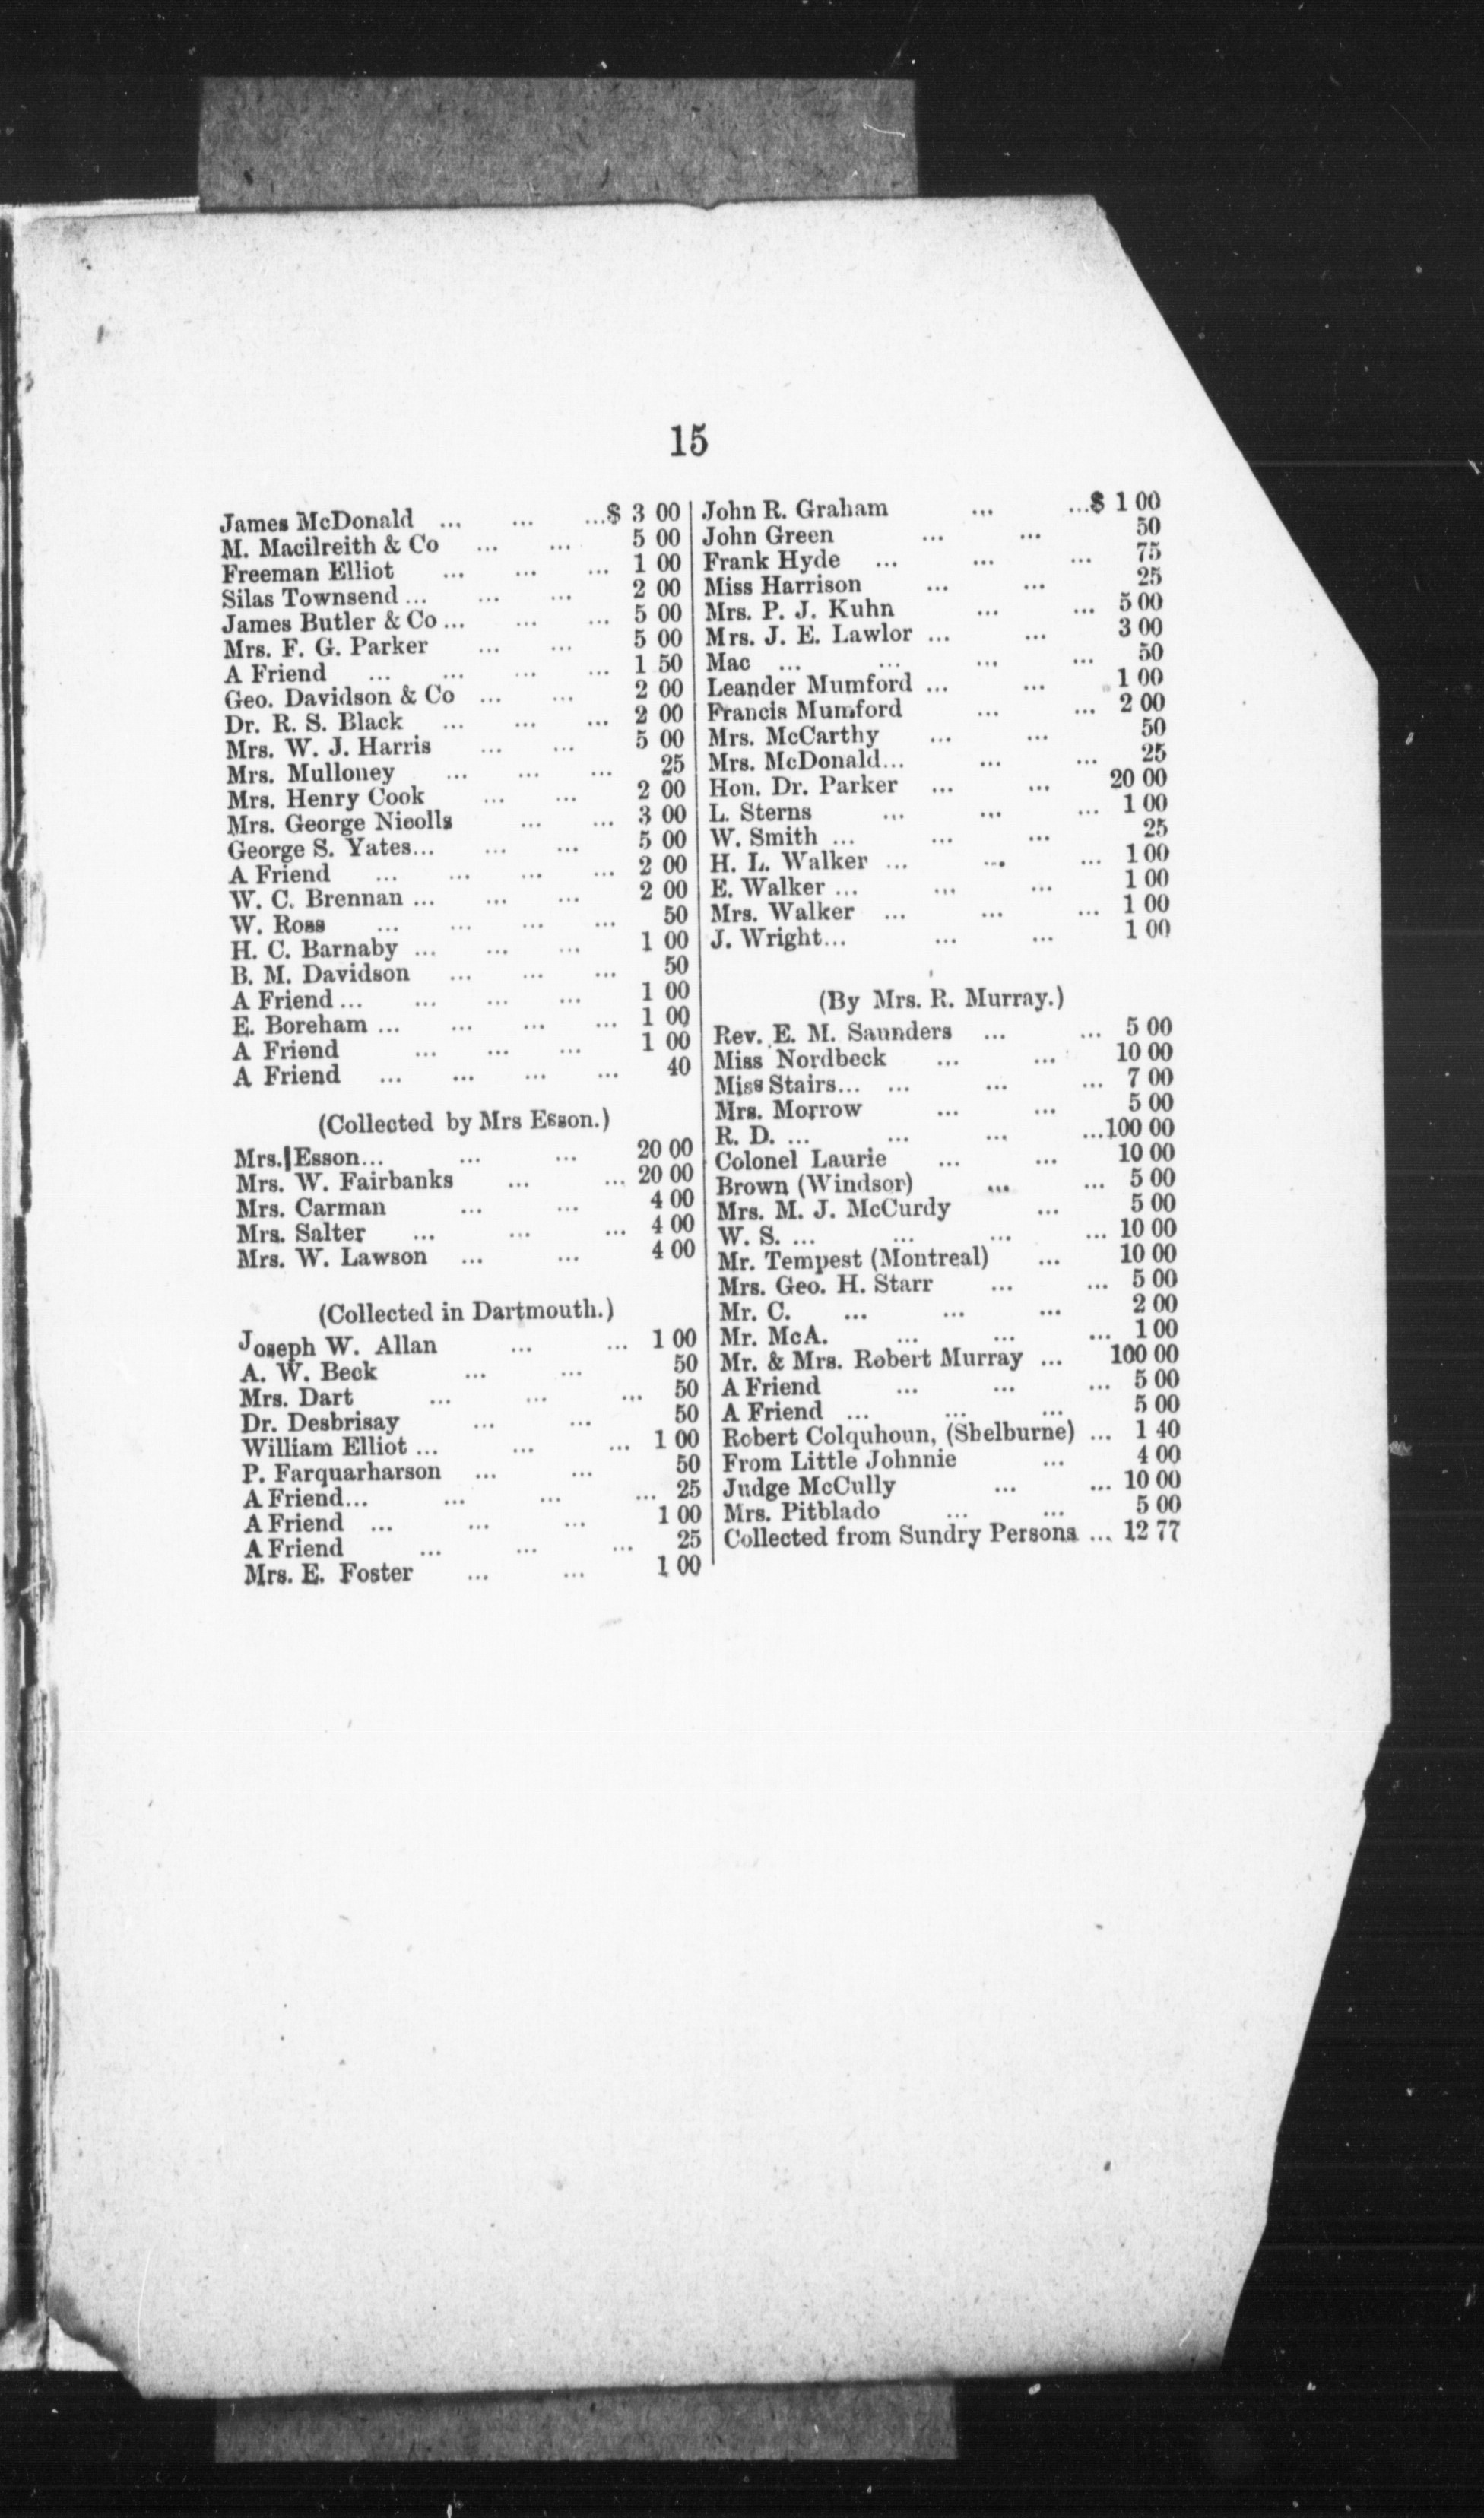 15
James McDonald ... ... ...$ 3 00
M. Macilreith & Co ... ... 5 00
Freeman Elliot ... ... ... 1 00
Silas Townsend ... ... ... 2 00
James Butler & Co ... ... ... 5 00
Mrs. F. G. Parker ... ... 5 00
A Friend ... ... ... ... 1 50
Geo. Davidson & Co ... ... 2 00
Dr. R. S. Black ... ... ... 2 00
Mrs. W. J. Harris ... ... 5 00
Mrs. Mulloney ... ... ... 25
Mrs. Henry Cook ... ... 2 00
Mrs. George Nicolls ... ... 3 00
George S. Yates... ... ... 5 00
A Friend ... ... ... ... 2 00
W. C. Brennan ... ... ... 2 00
W. Ross ... ... ... ... 50
H. C. Barnaby ... ... ... 1 00
B. M. Davidson ... ... ... 50
A Friend ... ... ... ... 1 00
E. Boreham ... ... ... ... 1 00
A Friend ... ... ... 1 00
A Friend ... ... ... ... 40
(Collected by Mrs Esson.)
Mrs. Esson... ... ... 20 00
Mrs. W. Fairbanks ... ... 20 00
Mrs. Carman ... ... 4 00
Mrs. Salter ... ... ... 4 00
Mrs. W. Lawson ... ... 4 00
(Collected in Dartmouth.)
Joseph W. Allan ... ... 1 00
A. W. Beck ... ... 50
Mrs. Dart ... ... ... 50
Dr. Desbrisay ... ... 50
William Elliot ... ... ... 1 00
P. Farquarharson ... ... 50
A Friend... ... ... ... 25
A Friend ... ... ... 1 00
A Friend ... ... ... 25
Mrs. E. Foster ... ... 1 00
John R. Graham ... ...$ 1 00
John Green ... ... 50
Frank Hyde ... ... ... 75
Miss Harrison ... ... 25
Mrs. P. J. Kuhn ... ... 5 00
Mrs. J. E. Lawlor ... ... 3 00
Mac ... ... ... ... 50
Leander Mumford ... ... 1 00
Francis Mumford ... ... 2 00
Mrs. McCarthy ... ... 50
Mrs. McDonald... ... ... 25
Hon. Dr. Parker ... ... 20 00
L. Sterns ... ... ... 1 00
W. Smith ... ... ... 25
H. L. Walker ... ... ... 1 00
E. Walker ... ... ... 1 00
Mrs. Walker ... ... ... 1 00
J. Wright... ... ... 1 00
(By Mrs. R. Murray.)
Rev. E. M. Saunders ... ... 5 00
Miss Nordbeck ... ... 10 00
Miss Stairs... ... ... ... 7 00
Mrs. Morrow ... ... 5 00
R. D. ... ... ... ...100 00
Colonel Laurie ... ... 10 00
Brown (Windsor) ... ... 5 00
Mrs. M. J. McCurdy ... 5 00
W. S. ... ... ... ... 10 00
Mr. Tempest (Montreal) ... 10 00
Mrs. Geo. H. Starr ... ... 5 00
Mr. C. ... ... ... 2 00
Mr. McA. ... ... ... 1 00
Mr. & Mrs. Robert Murray ... 100 00
A Friend ... ... ... 5 00
A Friend ... ... ... 5 00
Robert Colquhoun, (Shelburne) ... 1 40
From Little Johnnie ... 4 00
Judge McCully ... ... 10 00
Mrs. Pitblado ... ... 5 00
Collected from Sundry Persons ... 12 77